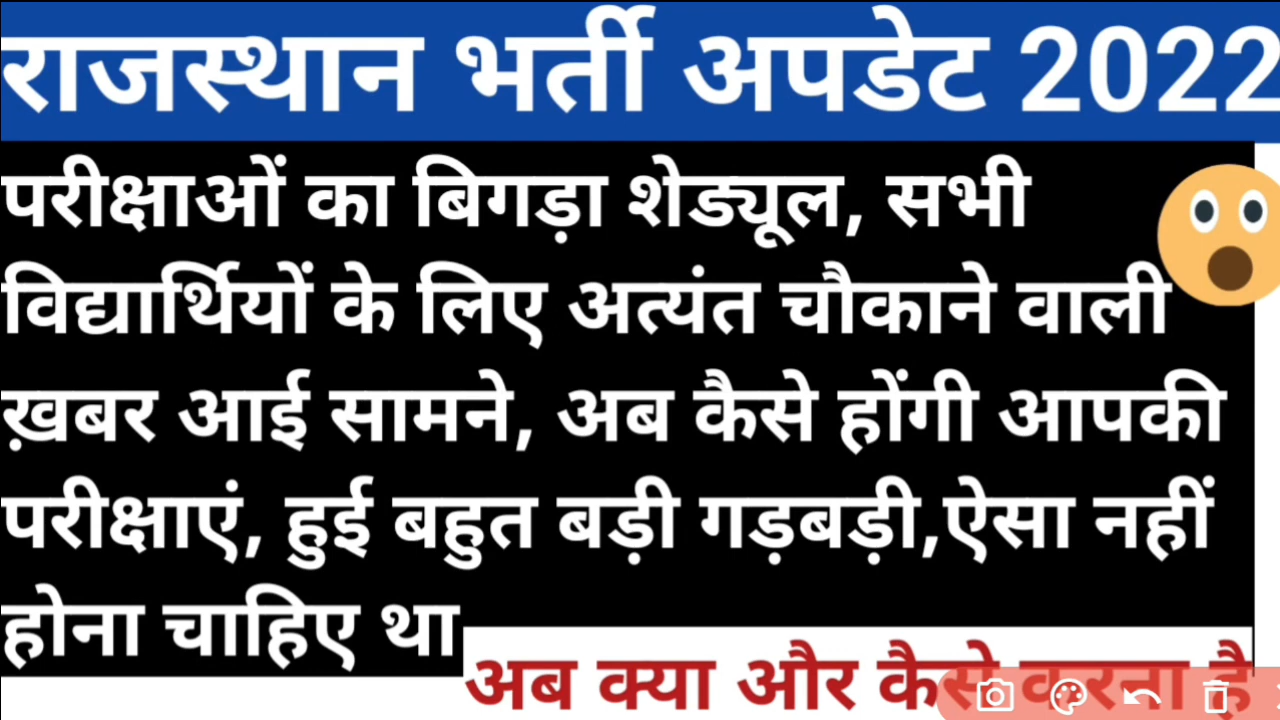 राजस्थान भर्ती अपडेट 2022
परीक्षाओं का बिगड़ा शेड्यूल, सभी
विद्यार्थियों के लिए अत्यंत चौकाने वाली
ख़बर आई सामने, अब कैसे होंगी आपकी
परीक्षाएं, हुई बहुत बड़ी गड़बड़ी,ऐसा नहीं
होना चाहिए था
अब क्या और कैसे करना है